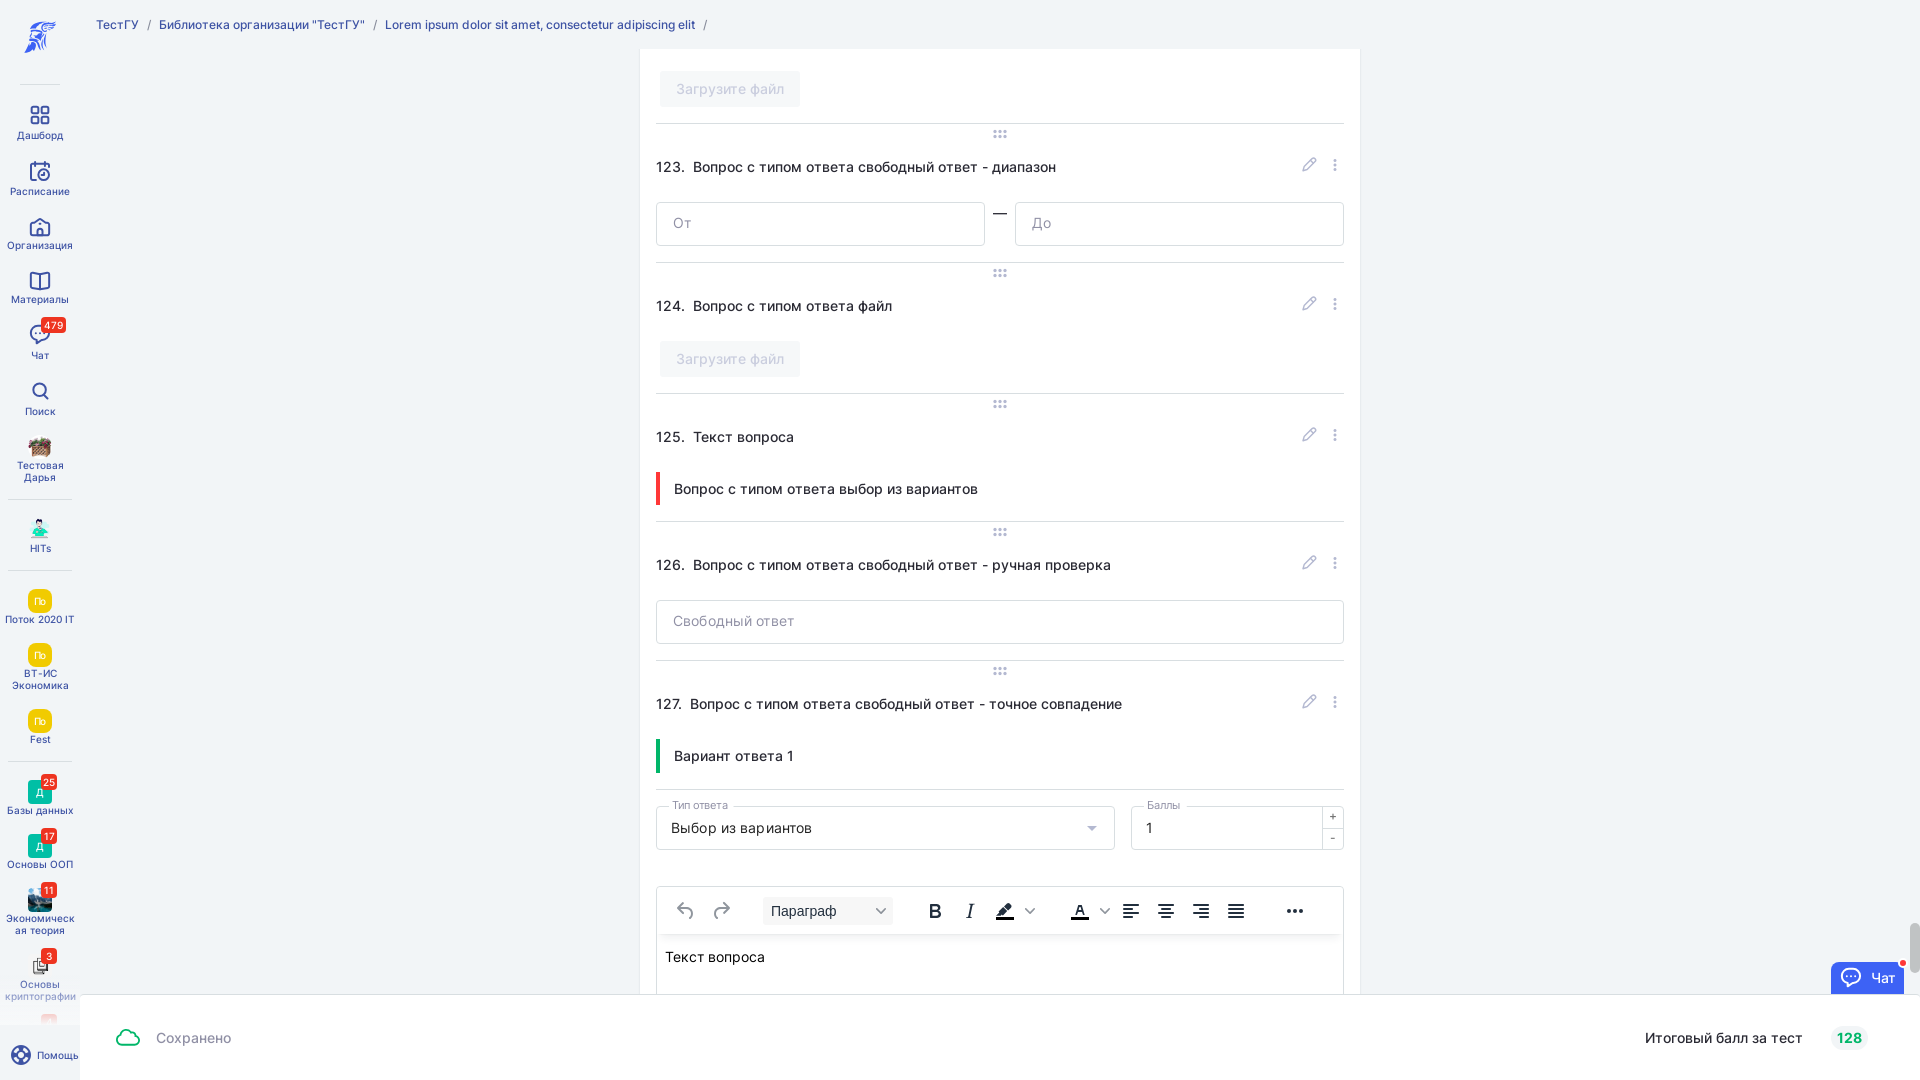 ТестГУ / Библиотека организации "ТестГУ" / Lorem ipsum dolor sit amet, consectetur adipiscing elit /
Дашборд
Расписание
Организация
Материалы
479
Чат
Поиск
Тестовая
Дарья
HITs
По
Поток 2020 IT
По
ВТ-ИС
Экономика
По
Fest
25
Д
Базы данных
17
Д
Основы ООП
11
Экономическ
ая теория
3
Основы
криптографии
Помощь
Загрузите файл
123. Вопрос с типом ответа свободный ответ - диапазон
От — До
124. Вопрос с типом ответа файл
Загрузите файл
125. Текст вопроса
Вопрос с типом ответа выбор из вариантов
126. Вопрос с типом ответа свободный ответ - ручная проверка
Свободный ответ
127. Вопрос с типом ответа свободный ответ - точное совпадение
Вариант ответа 1
Тип ответа
Выбор из вариантов
Баллы
1
+
-
Параграф
B I A
Текст вопроса
Чат
Сохранено
Итоговый балл за тест 128